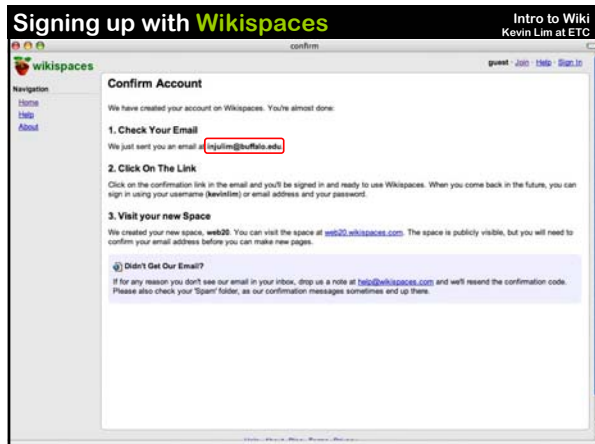 Signing up with Wikispaces
Intro to Wiki
Kevin Lim at ETC
confirm
wikispaces
guest · Join · Help · Sign In
Navigation
Home
Help
About
Confirm Account
We have created your account on Wikispaces. You're almost done:
1. Check Your Email
We just sent you an email at injulim@buffalo.edu
2. Click On The Link
Click on the confirmation link in the email and you'll be signed in and ready to use Wikispaces. When you come back in the future, you can
sign in using your username (kevinlim) or email address and your password.
3. Visit your new Space
We created your new space, web20. You can visit the space at web20.wikispaces.com. The space is publicly visible, but you will need to
confirm your email address before you can make new pages.
Didn't Get Our Email?
If for any reason you don't see our email in your inbox, drop us a note at help@wikispaces.com and we'll resend the confirmation code.
Please also check your 'Spam' folder, as our confirmation messages sometimes end up there.